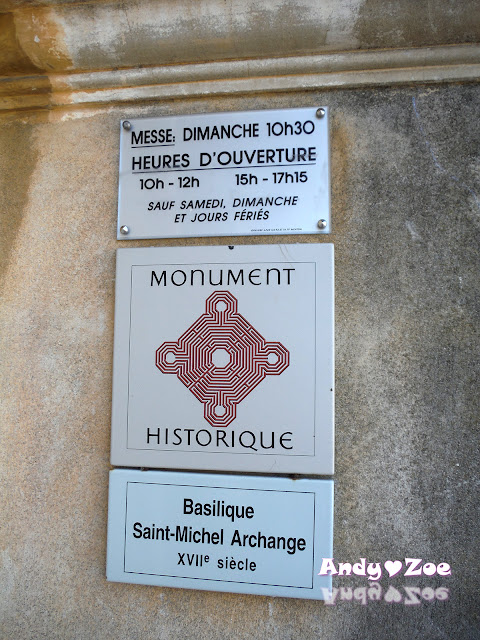 MESSE: DIMANCHE 10h30
HEURES D'OUVERTURE
10h - 12h 15h - 17h15
SAUF SAMEDI, DIMANCHE
ET JOURS FÉRIÉS
MONUMENT
HISTORIQUE
Basilique
Saint-Michel Archange
XVIIe siècle
Andy♥Zoe